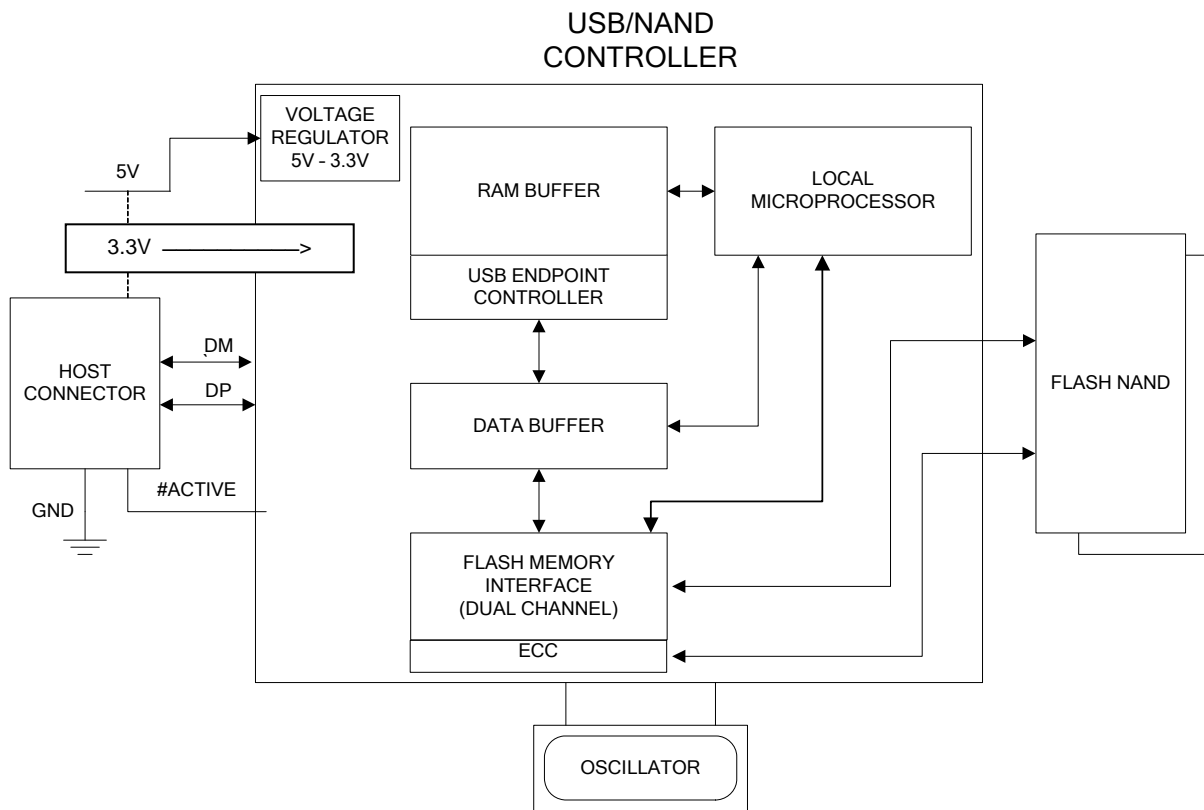 USB/NAND
CONTROLLER
VOLTAGE
REGULATOR
5V - 3.3V
5V
3.3V
RAM BUFFER
LOCAL
MICROPROCESSOR
USB ENDPOINT
CONTROLLER
HOST
CONNECTOR
DM
DP
DATA BUFFER
FLASH NAND
#ACTIVE
GND
FLASH MEMORY
INTERFACE
(DUAL CHANNEL)
ECC
OSCILLATOR